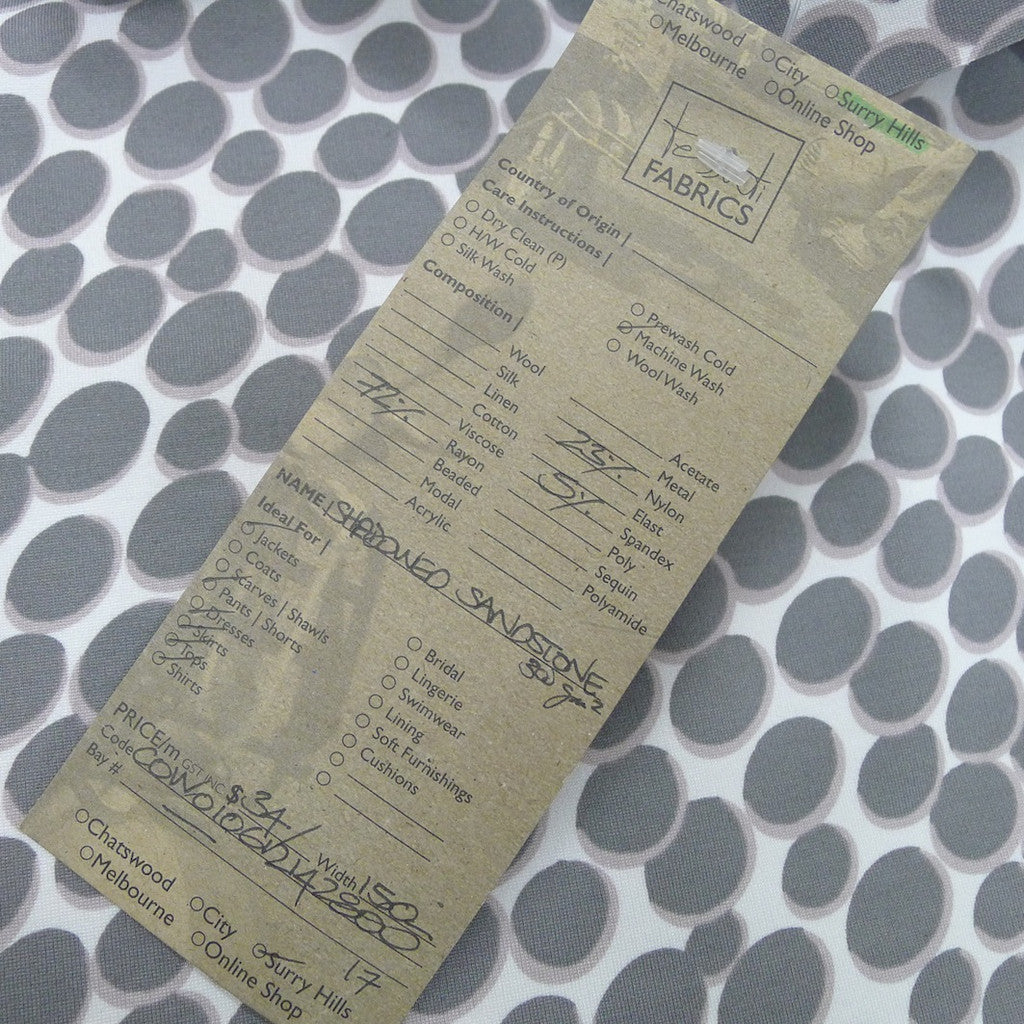 Chatswood
Melbourne
City
Online Shop
Surry Hills
FABRICS
Country of Origin |
Care Instructions |
Dry Clean (P)
H/W Cold
Silk Wash
Prewash Cold
Machine Wash
Wool Wash
Composition |
Wool
Silk
Linen
Cotton
Viscose
Rayon
Beaded
Modal
Acrylic
Acetate
Metal
23% Nylon
5% Elast
Spandex
Poly
Sequin
Polyamide
NAME | SHADOWED SANDSTONE
300 gm2
Ideal For |
Jackets
Coats
Scarves | Shawls
Pants | Shorts
Dresses
Skirts
Tops
Shirts
Bridal
Lingerie
Swimwear
Lining
Soft Furnishings
Cushions
PRICE/m GST INC $34/ Width 150
Code
Bay # 17
Chatswood
Melbourne
City
Online Shop
Surry Hills